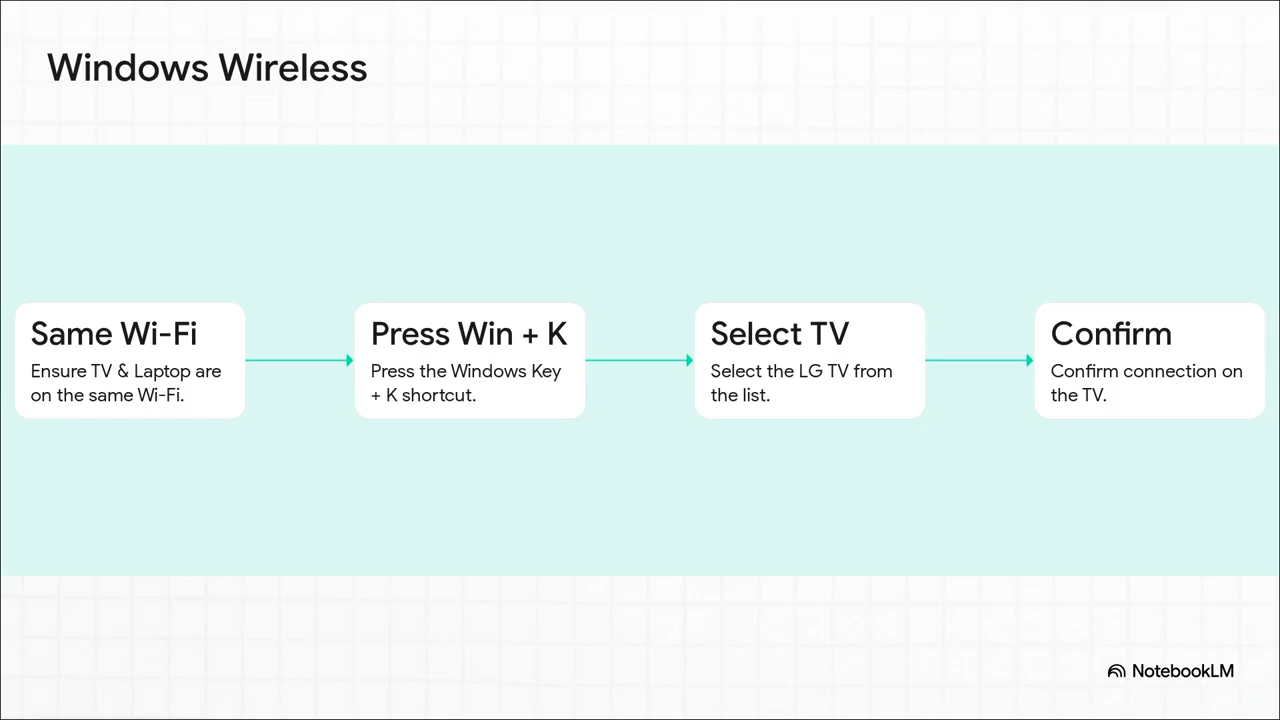 Windows Wireless
Same Wi-Fi
Ensure TV & Laptop are
on the same Wi-Fi.
Press Win + K
Press the Windows Key
+ K shortcut.
Select TV
Select the LG TV from
the list.
Confirm
Confirm connection on
the TV.
NotebookLM